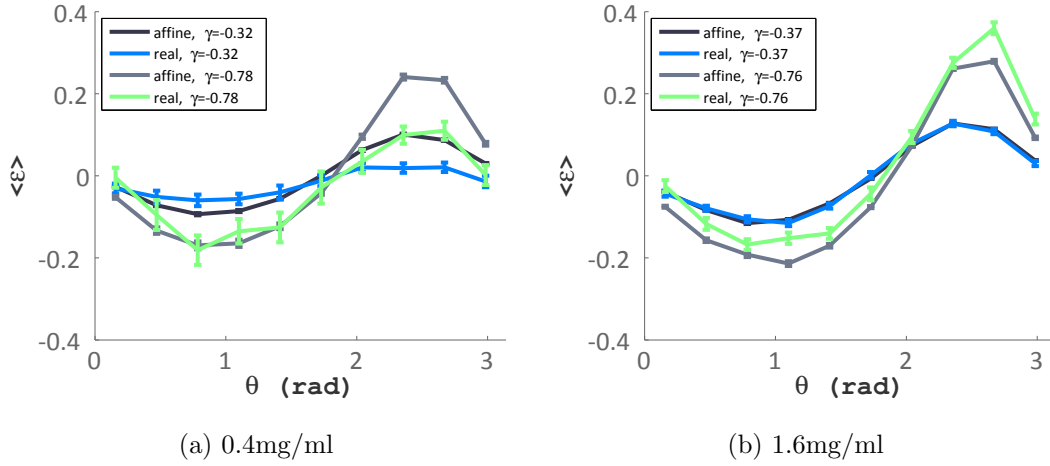 affine, γ=-0.32
real, γ=-0.32
affine, γ=-0.78
real, γ=-0.78
0.4
0.2
0
-0.2
-0.4
<ε>
0 1 2 3
θ (rad)
(a) 0.4mg/ml
affine, γ=-0.37
real, γ=-0.37
affine, γ=-0.76
real, γ=-0.76
0.4
0.2
0
-0.2
-0.4
<ε>
0 1 2 3
θ (rad)
(b) 1.6mg/ml